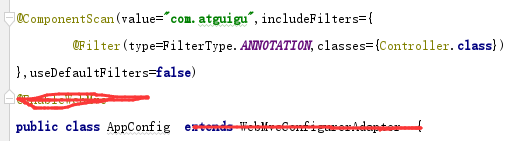 @ComponentScan(value="com.atguigu",includeFilters={
@Filter(type=FilterType.ANNOTATION,classes={Controller.class})
},useDefaultFilters=false)
@EnableWebMvc
public class AppConfig extends WebMvcConfigurerAdapter {